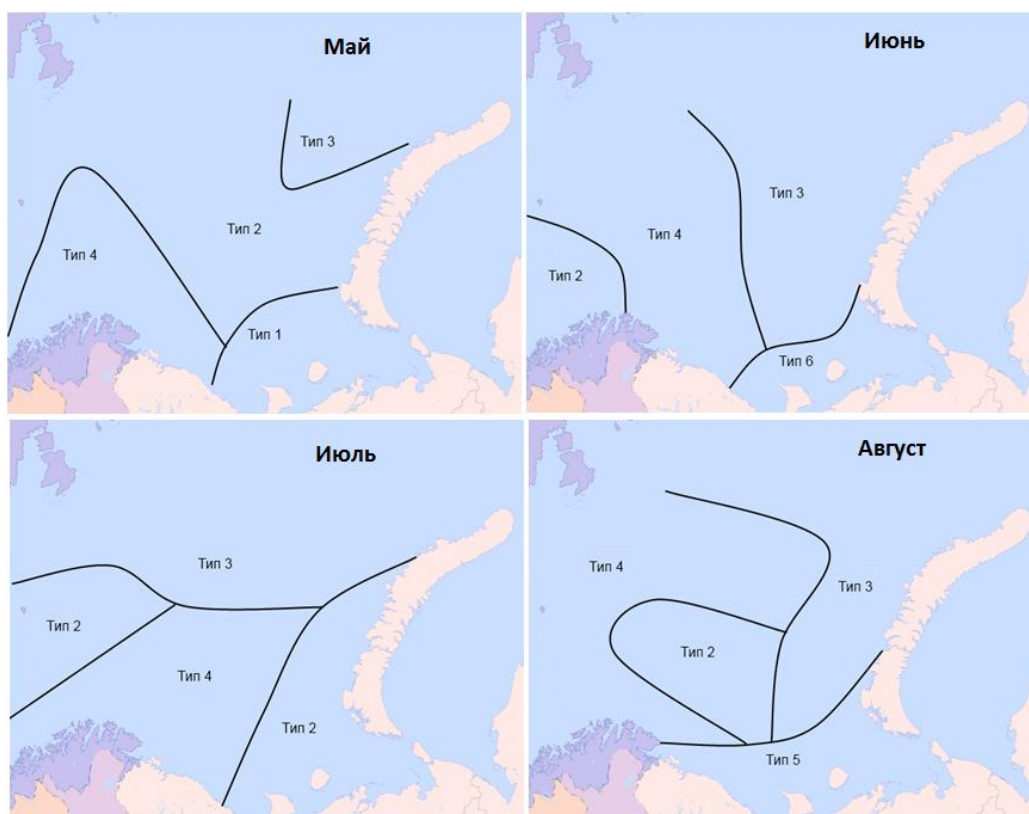 Май
Тип 3
Тип 2
Тип 4
Тип 1
Июнь
Тип 3
Тип 4
Тип 2
Тип 6
Июль
Тип 3
Тип 2
Тип 4
Тип 2
Август
Тип 4
Тип 3
Тип 2
Тип 5